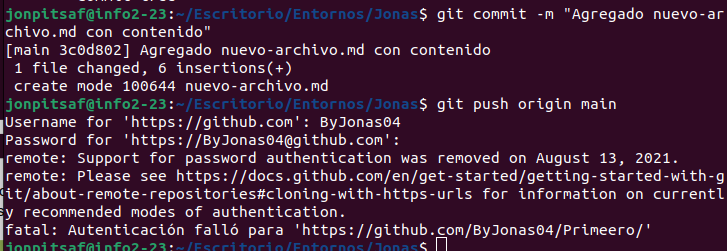 jonpitsaf@info2-23:~/Escritorio/Entornos/Jonas$ git commit -m "Agregado nuevo-ar
chivo.md con contenido"
[main 3c0d802] Agregado nuevo-archivo.md con contenido
 1 file changed, 6 insertions(+)
 create mode 100644 nuevo-archivo.md
jonpitsaf@info2-23:~/Escritorio/Entornos/Jonas$ git push origin main
Username for 'https://github.com': ByJonas04
Password for 'https://ByJonas04@github.com':
remote: Support for password authentication was removed on August 13, 2021.
remote: Please see https://docs.github.com/en/get-started/getting-started-with-g
it/about-remote-repositories#cloning-with-https-urls for information on currentl
y recommended modes of authentication.
fatal: Autenticación falló para 'https://github.com/ByJonas04/Primeero/'
jonpitsaf@info2-23:~/Escritorio/Entornos/Jonas$